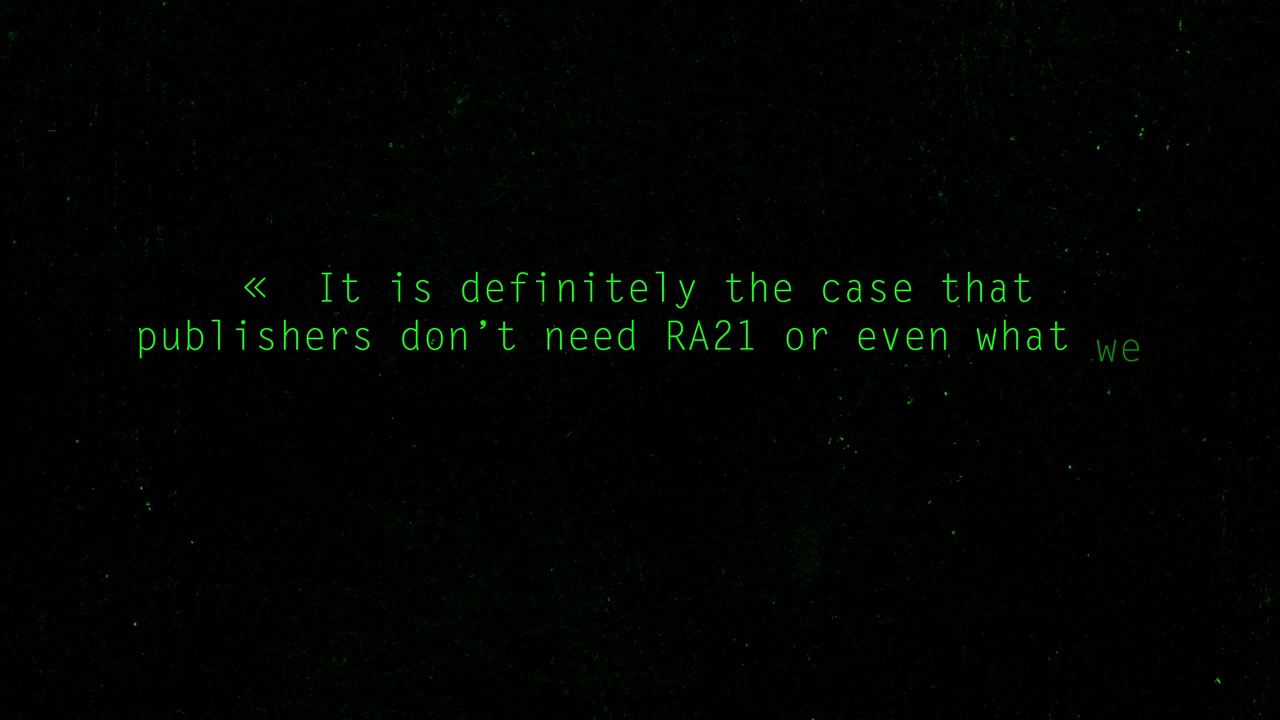 «  It is definitely the case that
publishers don’t need RA21 or even what we